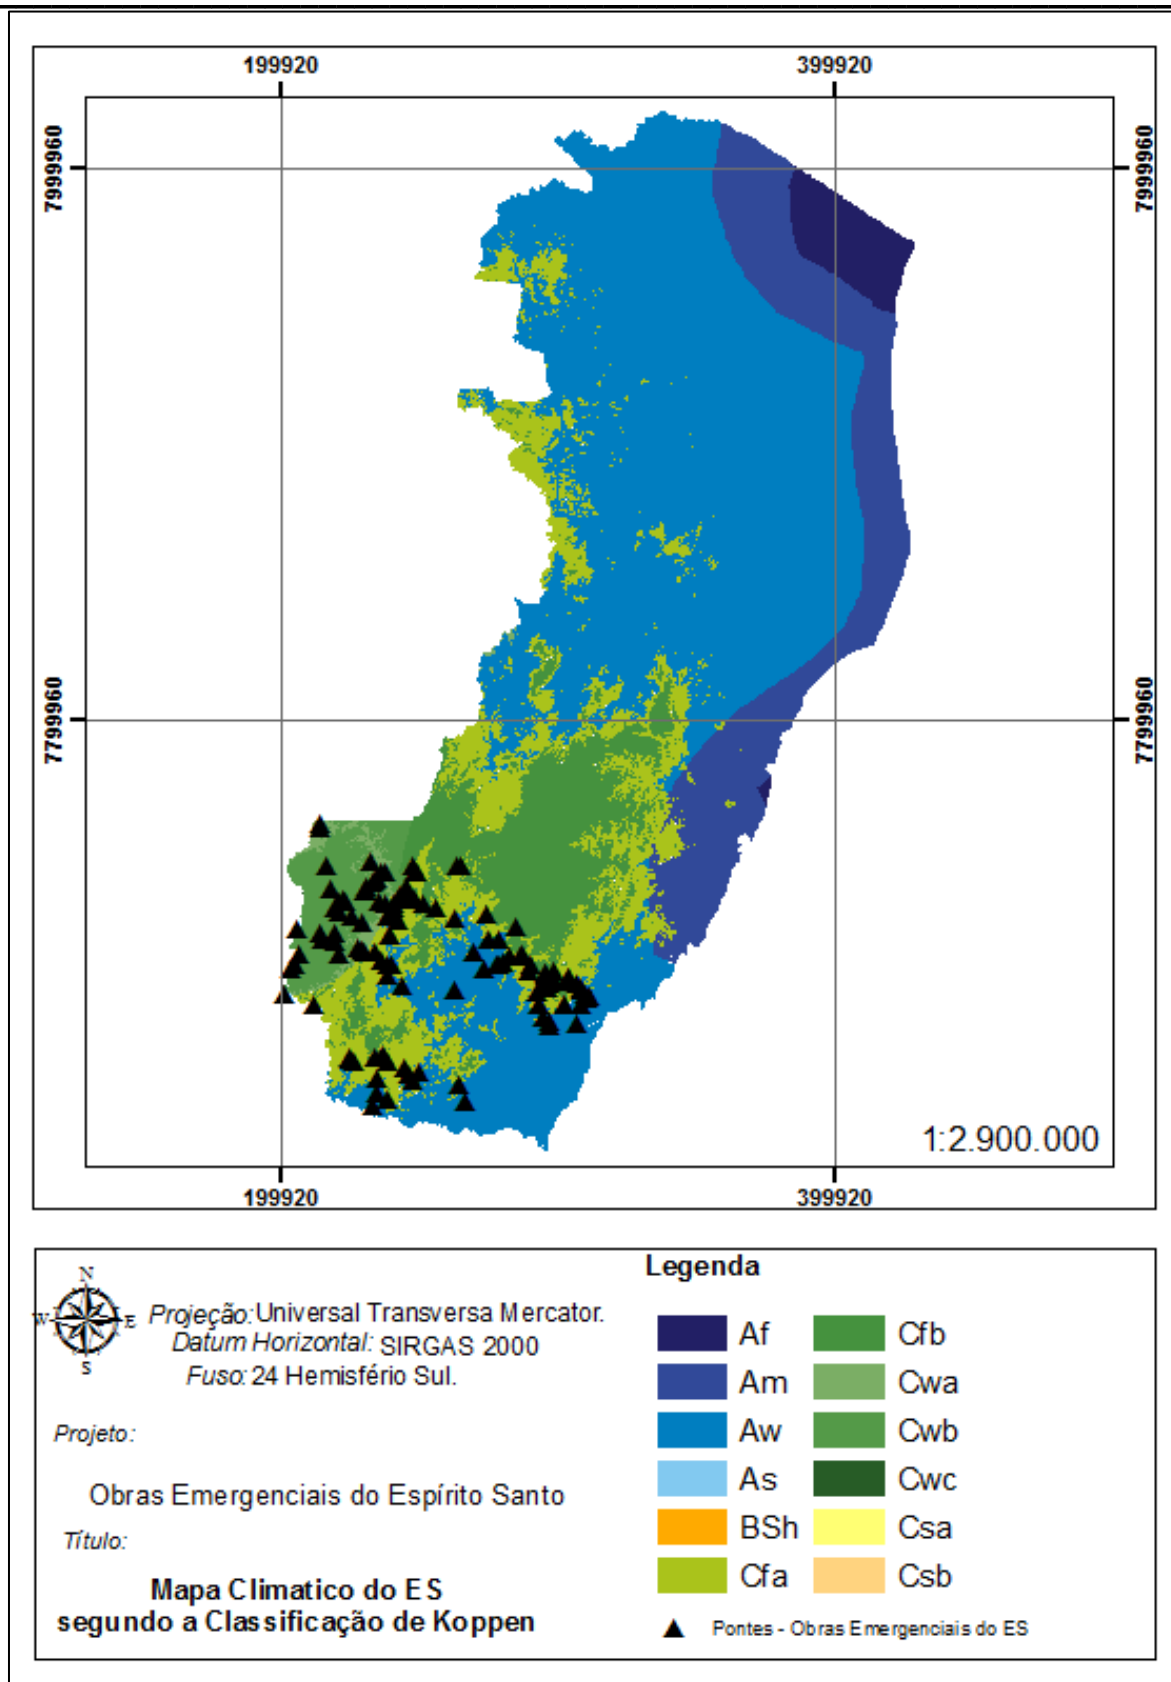 199920 399920
7999960 7999960
7799960 7799960
1:2.900.000
199920 399920
N
W E
S
Projeção: Universal Transversa Mercator.
Datum Horizontal: SIRGAS 2000
Fuso: 24 Hemisfério Sul.
Projeto:
Obras Emergenciais do Espírito Santo
Título:
Mapa Climatico do ES
segundo a Classificação de Koppen
Legenda
Af
Am
Aw
As
BSh
Cfa
Cfb
Cwa
Cwb
Cwc
Csa
Csb
Pontes - Obras Emergenciais do ES